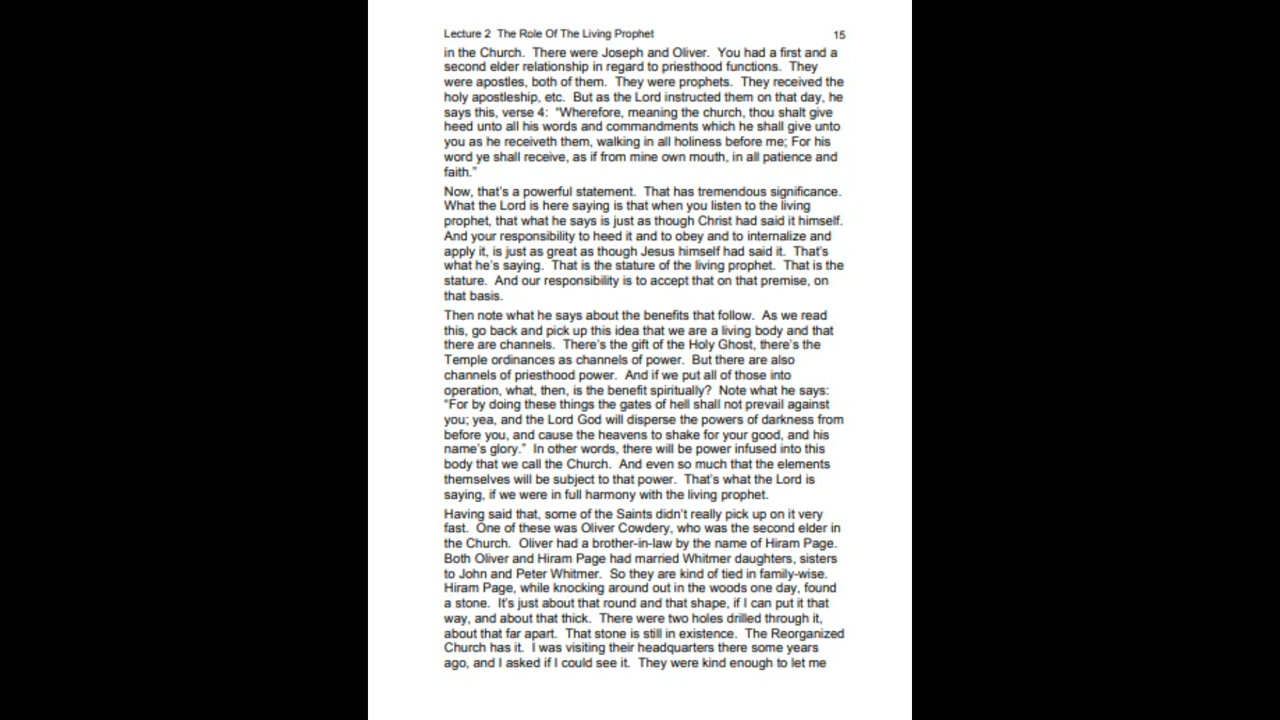 Lecture 2  The Role Of The Living Prophet 15
in the Church.  There were Joseph and Oliver.  You had a first and a
second elder relationship in regard to priesthood functions.  They
were apostles, both of them.  They were prophets.  They received the
holy apostleship, etc.  But as the Lord instructed them on that day, he
says this, verse 4:  “Wherefore, meaning the church, thou shalt give
heed unto all his words and commandments which he shall give unto
you as he receiveth them, walking in all holiness before me; For his
word ye shall receive, as if from mine own mouth, in all patience and
faith.”
Now, that’s a powerful statement.  That has tremendous significance.
What the Lord is here saying is that when you listen to the living
prophet, that what he says is just as though Christ had said it himself.
And your responsibility to heed it and to obey and to internalize and
apply it, is just as great as though Jesus himself had said it.  That’s
what he’s saying.  That is the stature of the living prophet.  That is the
stature.  And our responsibility is to accept that on that premise, on
that basis.
Then note what he says about the benefits that follow.  As we read
this, go back and pick up this idea that we are a living body and that
there are channels.  There’s the gift of the Holy Ghost, there’s the
Temple ordinances as channels of power.  But there are also
channels of priesthood power.  And if we put all of those into
operation, what, then, is the benefit spiritually?  Note what he says:
“For by doing these things the gates of hell shall not prevail against
you; yea, and the Lord God will disperse the powers of darkness from
before you, and cause the heavens to shake for your good, and his
name’s glory.”  In other words, there will be power infused into this
body that we call the Church.  And even so much that the elements
themselves will be subject to that power.  That’s what the Lord is
saying, if we were in full harmony with the living prophet.
Having said that, some of the Saints didn’t really pick up on it very
fast.  One of these was Oliver Cowdery, who was the second elder in
the Church.  Oliver had a brother-in-law by the name of Hiram Page.
Both Oliver and Hiram Page had married Whitmer daughters, sisters
to John and Peter Whitmer.  So they are kind of tied in family-wise.
Hiram Page, while knocking around out in the woods one day, found
a stone.  It’s just about that round and that shape, if I can put it that
way, and about that thick.  There were two holes drilled through it,
about that far apart.  That stone is still in existence.  The Reorganized
Church has it.  I was visiting their headquarters there some years
ago, and I asked if I could see it.  They were kind enough to let me